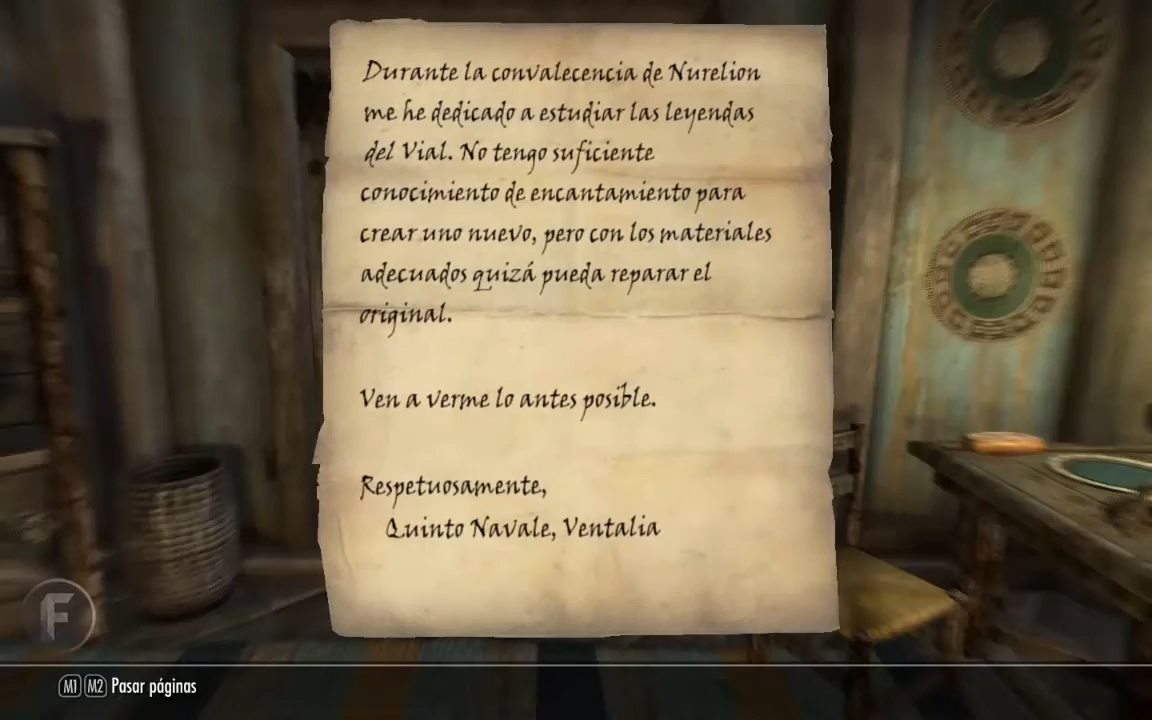 Durante la convalecencia de Nurelion
me he dedicado a estudiar las leyendas
del Vial. No tengo suficiente
conocimiento de encantamiento para
crear uno nuevo, pero con los materiales
adecuados quizá pueda reparar el
original.
Ven a verme lo antes posible.
Respetuosamente,
Quinto Navale, Ventalia
F
M1 M2 Pasar páginas